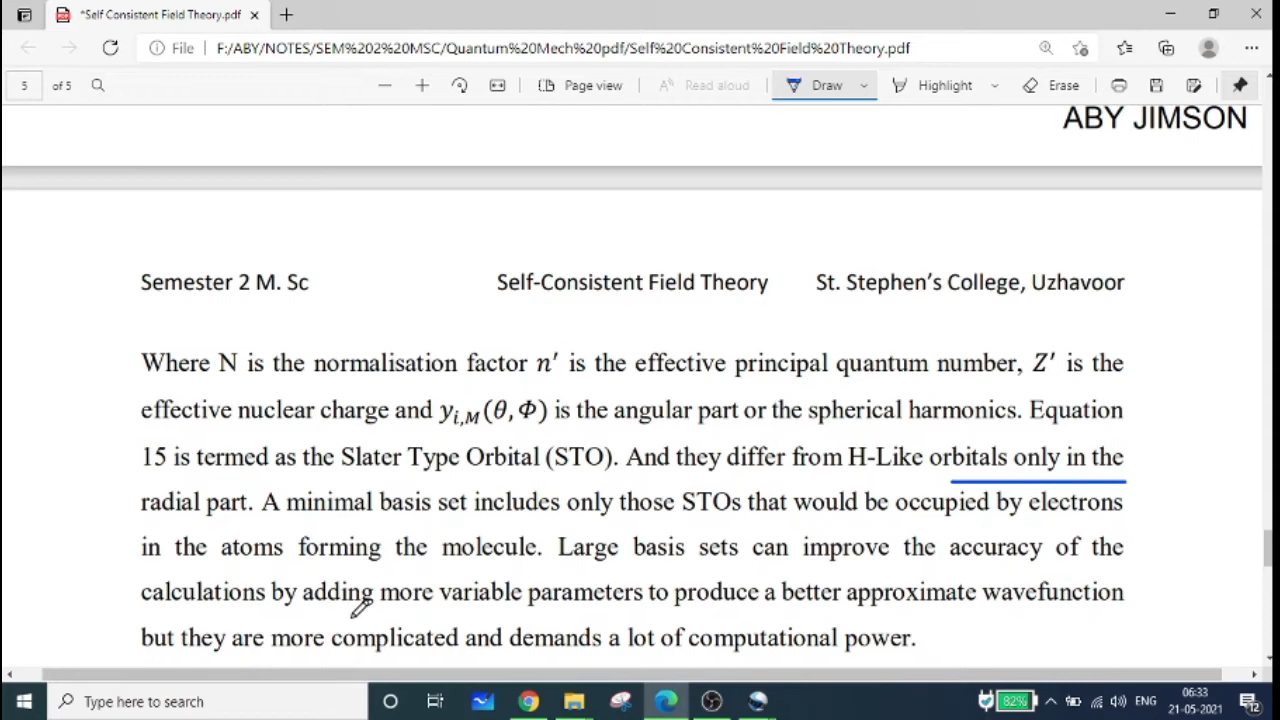 *Self Consistent Field Theory.pdf
File F:/ABY/NOTES/SEM%202%20MSC/Quantum%20Mech%20pdf/Self%20Consistent%20Field%20Theory.pdf
5 of 5 Page view Read aloud Draw Highlight Erase
ABY JIMSON
Semester 2 M. Sc Self-Consistent Field Theory St. Stephen’s College, Uzhavoor
Where N is the normalisation factor n′ is the effective principal quantum number, Z′ is the
effective nuclear charge and y_{i,M}(θ, Φ) is the angular part or the spherical harmonics. Equation
15 is termed as the Slater Type Orbital (STO). And they differ from H-Like orbitals only in the
radial part. A minimal basis set includes only those STOs that would be occupied by electrons
in the atoms forming the molecule. Large basis sets can improve the accuracy of the
calculations by adding more variable parameters to produce a better approximate wavefunction
but they are more complicated and demands a lot of computational power.
Type here to search 82% ENG 06:33
21-05-2021 12